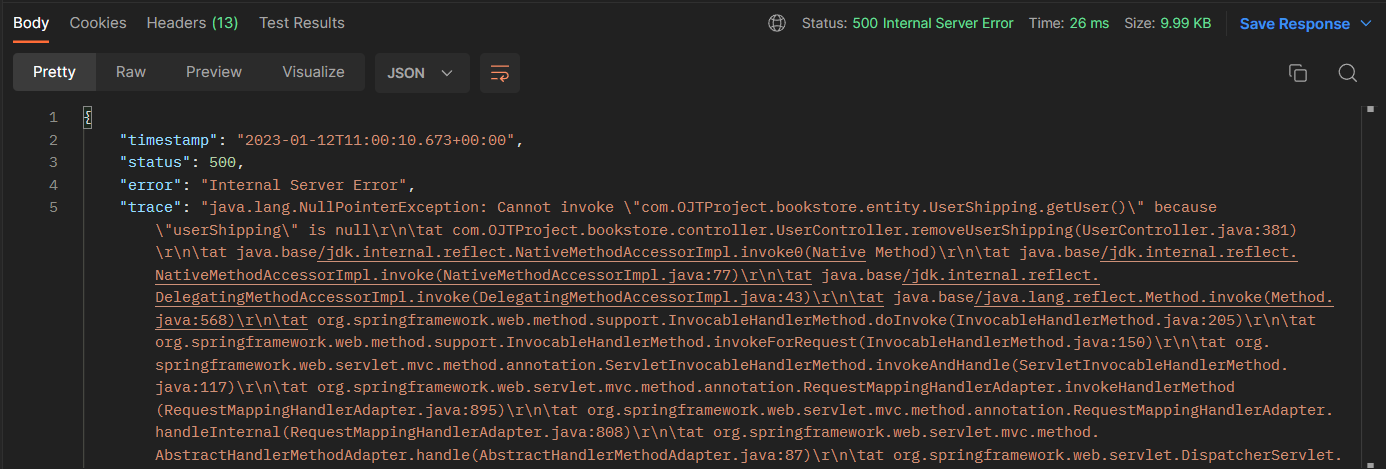 Body Cookies Headers (13) Test Results Status: 500 Internal Server Error Time: 26 ms Size: 9.99 KB Save Response
Pretty Raw Preview Visualize JSON
1 {
2 "timestamp": "2023-01-12T11:00:10.673+00:00",
3 "status": 500,
4 "error": "Internal Server Error",
5 "trace": "java.lang.NullPointerException: Cannot invoke \"com.OJTProject.bookstore.entity.UserShipping.getUser()\" because
\"userShipping\" is null\r\n\tat com.OJTProject.bookstore.controller.UserController.removeUserShipping(UserController.java:381)
\r\n\tat java.base/jdk.internal.reflect.NativeMethodAccessorImpl.invoke0(Native Method)\r\n\tat java.base/jdk.internal.reflect.
NativeMethodAccessorImpl.invoke(NativeMethodAccessorImpl.java:77)\r\n\tat java.base/jdk.internal.reflect.
DelegatingMethodAccessorImpl.invoke(DelegatingMethodAccessorImpl.java:43)\r\n\tat java.base/java.lang.reflect.Method.invoke(Method.
java:568)\r\n\tat org.springframework.web.method.support.InvocableHandlerMethod.doInvoke(InvocableHandlerMethod.java:205)\r\n\tat
org.springframework.web.method.support.InvocableHandlerMethod.invokeForRequest(InvocableHandlerMethod.java:150)\r\n\tat org.
springframework.web.servlet.mvc.method.annotation.ServletInvocableHandlerMethod.invokeAndHandle(ServletInvocableHandlerMethod.
java:117)\r\n\tat org.springframework.web.servlet.mvc.method.annotation.RequestMappingHandlerAdapter.invokeHandlerMethod
(RequestMappingHandlerAdapter.java:895)\r\n\tat org.springframework.web.servlet.mvc.method.annotation.RequestMappingHandlerAdapter.
handleInternal(RequestMappingHandlerAdapter.java:808)\r\n\tat org.springframework.web.servlet.mvc.method.
AbstractHandlerMethodAdapter.handle(AbstractHandlerMethodAdapter.java:87)\r\n\tat org.springframework.web.servlet.DispatcherServlet.